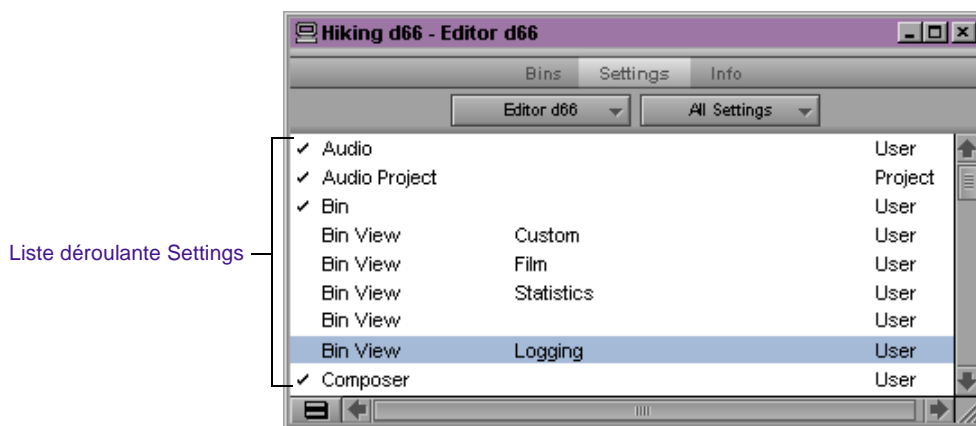 Hiking d66 - Editor d66
Bins Settings Info
Editor d66 All Settings
Audio User
Audio Project Project
Bin User
Bin View Custom User
Liste déroulante Settings
Bin View Film User
Bin View Statistics User
Bin View User
Bin View Logging User
Composer User